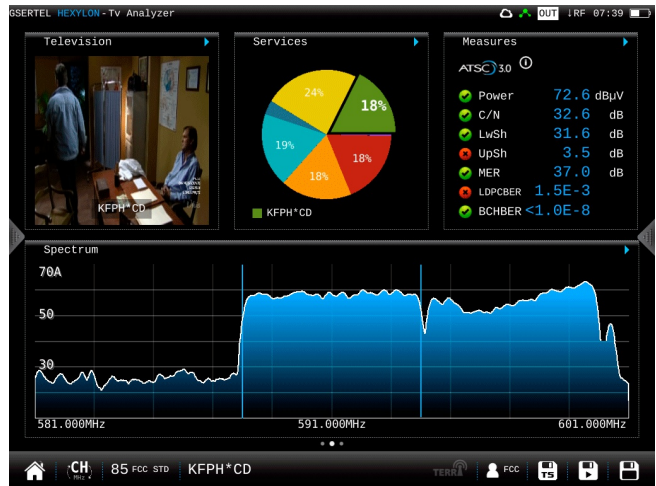 GSERTEL HEXYLON - Tv Analyzer
OUT ↓RF 07:39
Television
KFPH*CD
Services
24%
18%
19%
18%
18%
KFPH*CD
Measures
ATSC 3.0
Power 72.6 dBµV
C/N 32.6 dB
LwSh 31.6 dB
UpSh 3.5 dB
MER 37.0 dB
LDPCBER 1.5E-3
BCHBER <1.0E-8
Spectrum
70A
50
30
581.000MHz 591.000MHz 601.000MHz
CH MHz 85 FCC STD KFPH*CD TERR FCC TS